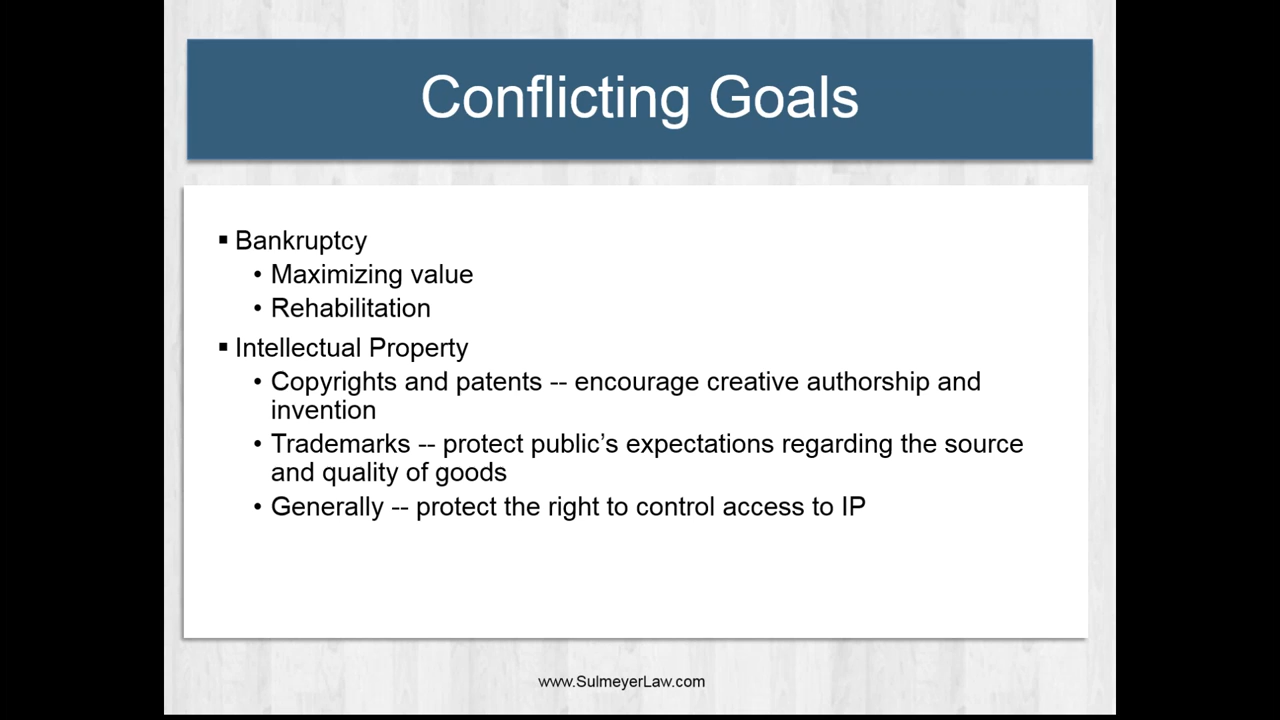 Conflicting Goals
▪ Bankruptcy
• Maximizing value
• Rehabilitation
▪ Intellectual Property
• Copyrights and patents -- encourage creative authorship and
invention
• Trademarks -- protect public’s expectations regarding the source
and quality of goods
• Generally -- protect the right to control access to IP
www.SulmeyerLaw.com